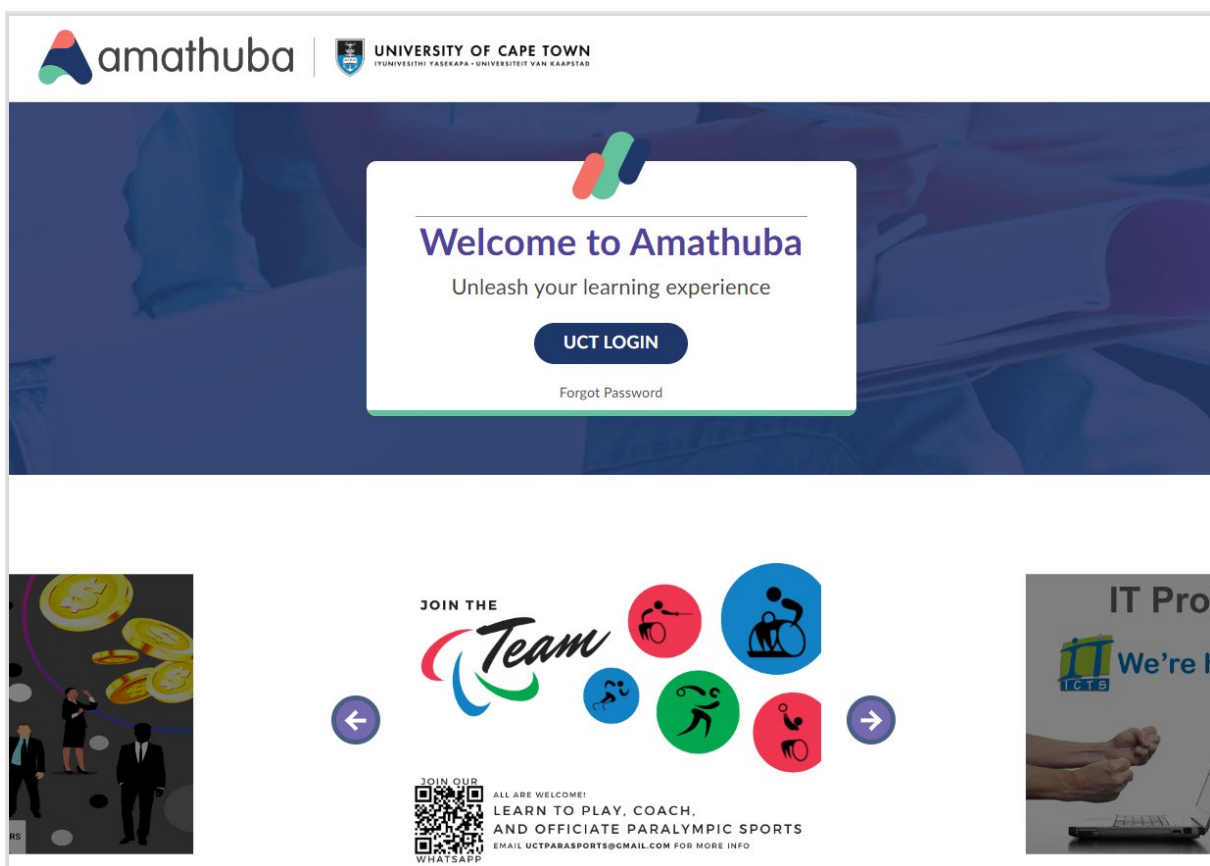 amathuba
UNIVERSITY OF CAPE TOWN
IYUNIVESITHI YASEKAPA • UNIVERSITEIT VAN KAAPSTAD
Welcome to Amathuba
Unleash your learning experience
UCT LOGIN
Forgot Password
JOIN THE
Team
JOIN OUR
WHATSAPP
ALL ARE WELCOME!
LEARN TO PLAY, COACH,
AND OFFICIATE PARALYMPIC SPORTS
EMAIL UCTPARASPORTS@GMAIL.COM FOR MORE INFO
RS
IT Pro
ICTS
We're